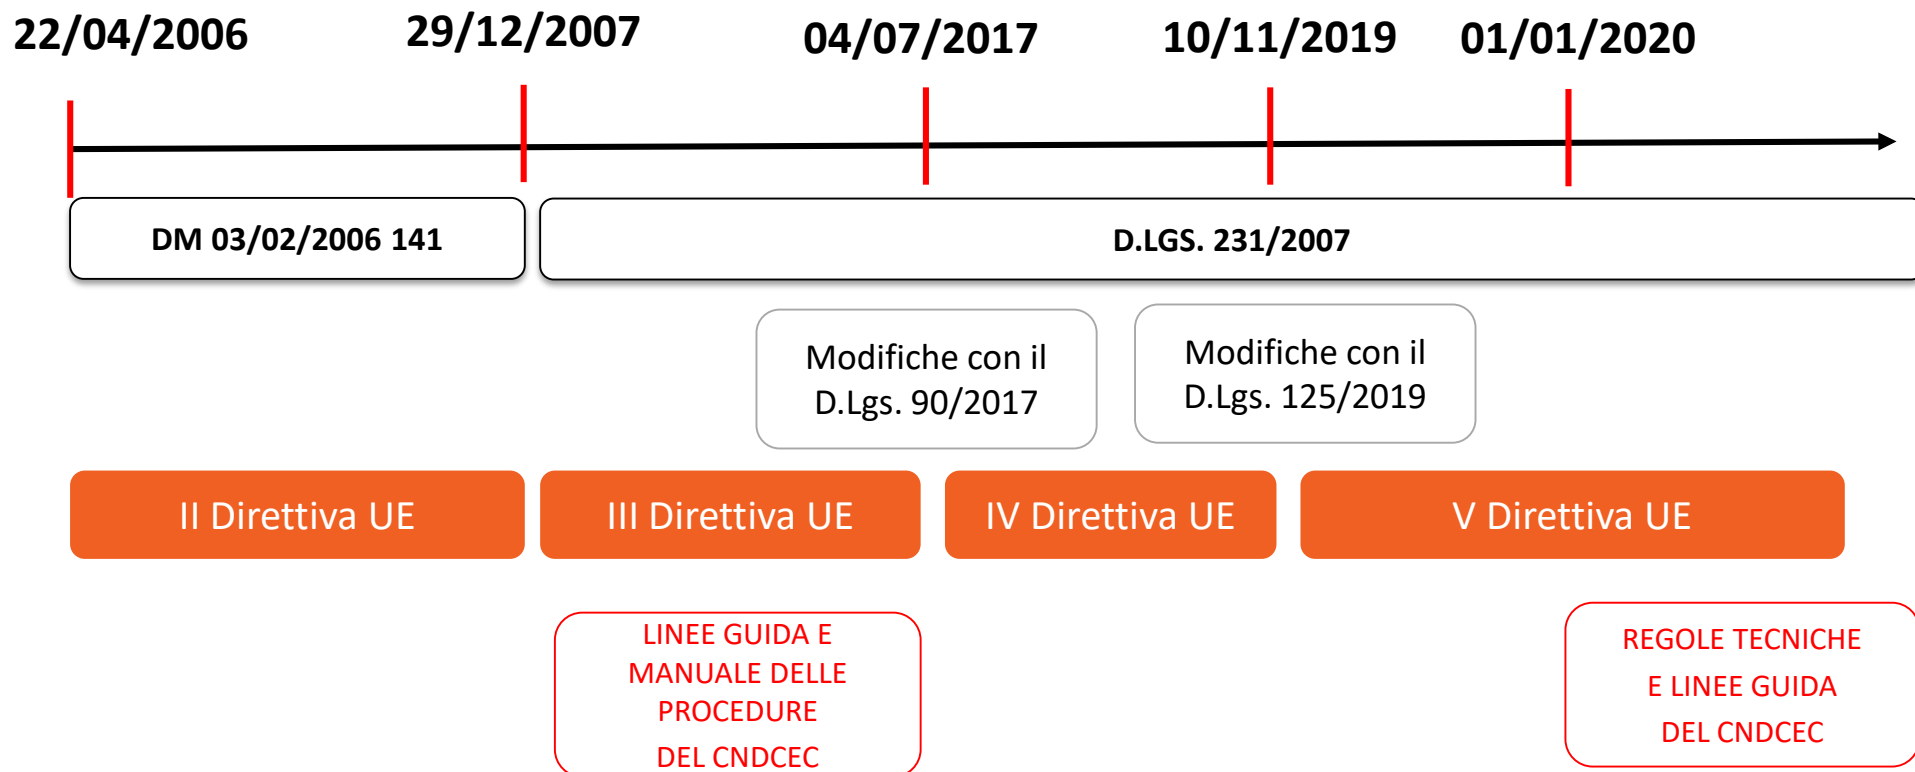 22/04/2006
29/12/2007
04/07/2017
10/11/2019
01/01/2020
DM 03/02/2006 141
D.LGS. 231/2007
Modifiche con il
D.Lgs. 90/2017
Modifiche con il
D.Lgs. 125/2019
II Direttiva UE
III Direttiva UE
IV Direttiva UE
V Direttiva UE
LINEE GUIDA E
MANUALE DELLE
PROCEDURE
DEL CNDCEC
REGOLE TECNICHE
E LINEE GUIDA
DEL CNDCEC